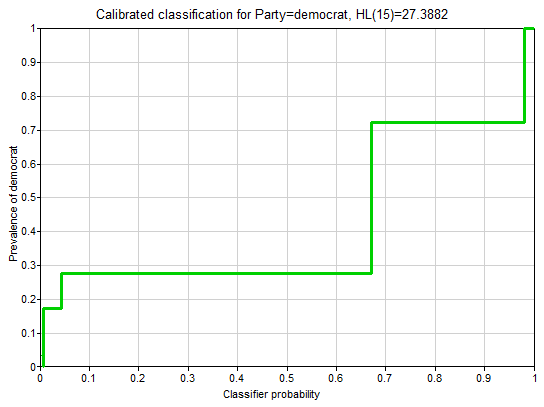 Calibrated classification for Party=democrat, HL(15)=27.3882
Prevalence of democrat
1
0.9
0.8
0.7
0.6
0.5
0.4
0.3
0.2
0.1
0
0 0.1 0.2 0.3 0.4 0.5 0.6 0.7 0.8 0.9 1
Classifier probability